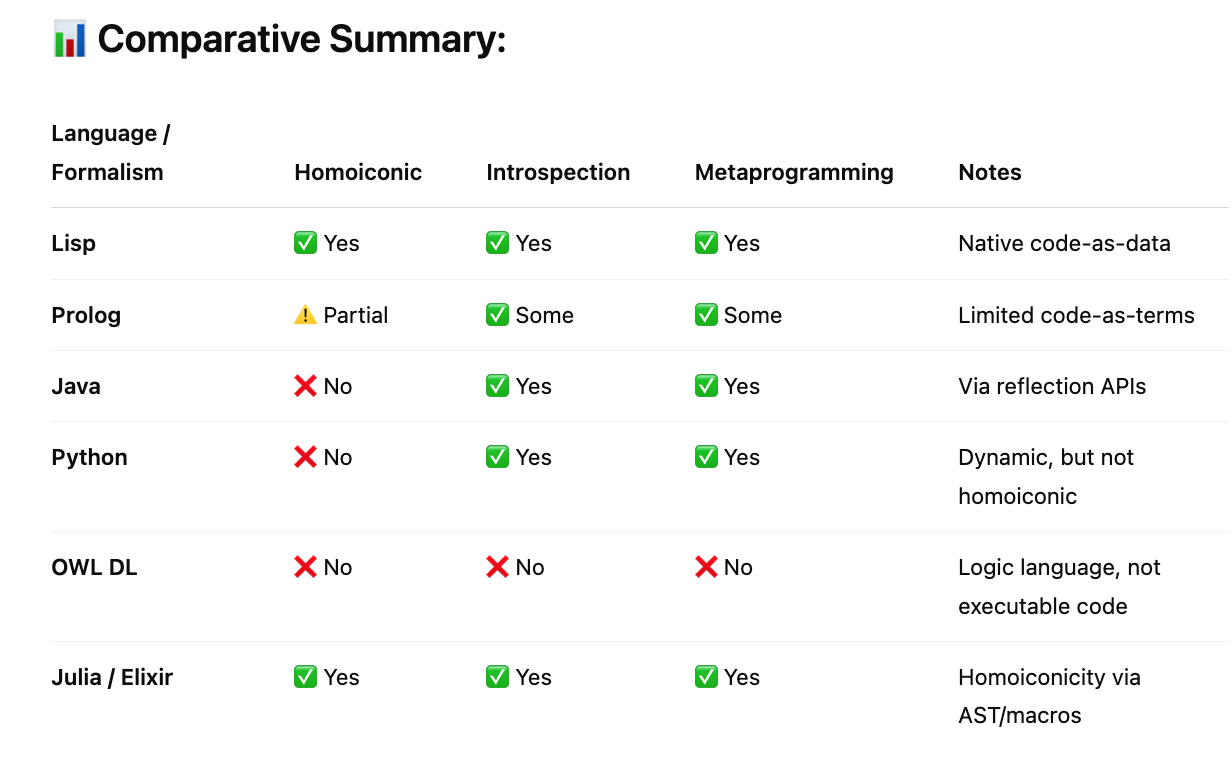 📊 Comparative Summary:
Language /
Formalism Homoiconic Introspection Metaprogramming Notes
Lisp ✅ Yes ✅ Yes ✅ Yes Native code-as-data
Prolog ⚠️ Partial ✅ Some ✅ Some Limited code-as-terms
Java ❌ No ✅ Yes ✅ Yes Via reflection APIs
Python ❌ No ✅ Yes ✅ Yes Dynamic, but not
homoiconic
OWL DL ❌ No ❌ No ❌ No Logic language, not
executable code
Julia / Elixir ✅ Yes ✅ Yes ✅ Yes Homoiconicity via
AST/macros